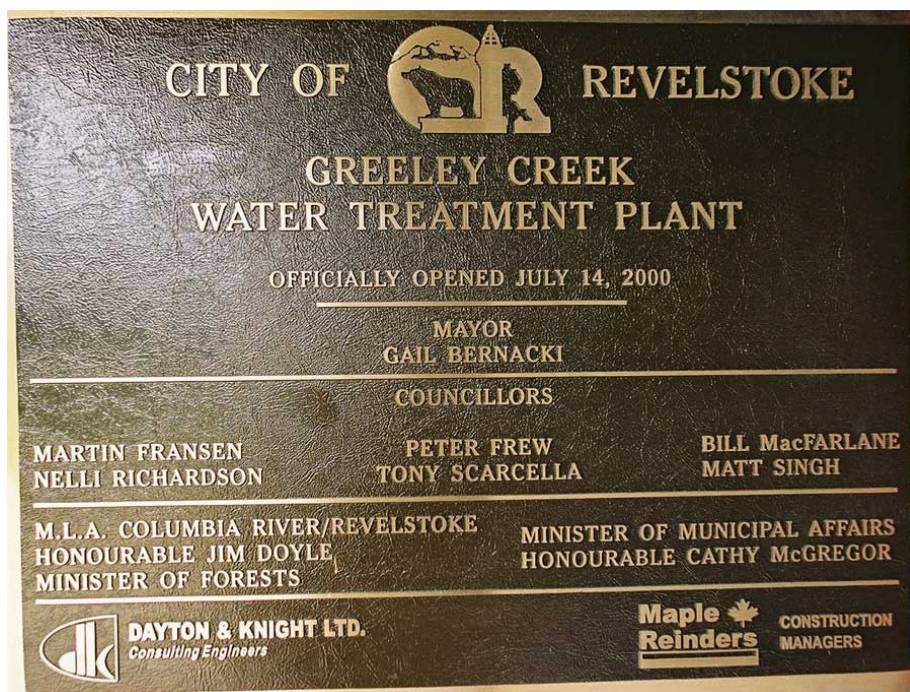 CITY OF CR REVELSTOKE
GREELEY CREEK
WATER TREATMENT PLANT
OFFICIALLY OPENED JULY 14, 2000
MAYOR
GAIL BERNACKI
COUNCILLORS
MARTIN FRANSEN PETER FREW BILL MacFARLANE
NELLI RICHARDSON TONY SCARCELLA MATT SINGH
M.L.A. COLUMBIA RIVER/REVELSTOKE
HONOURABLE JIM DOYLE
MINISTER OF FORESTS
MINISTER OF MUNICIPAL AFFAIRS
HONOURABLE CATHY McGREGOR
dk DAYTON & KNIGHT LTD.
Consulting Engineers
Maple Reinders
CONSTRUCTION
MANAGERS